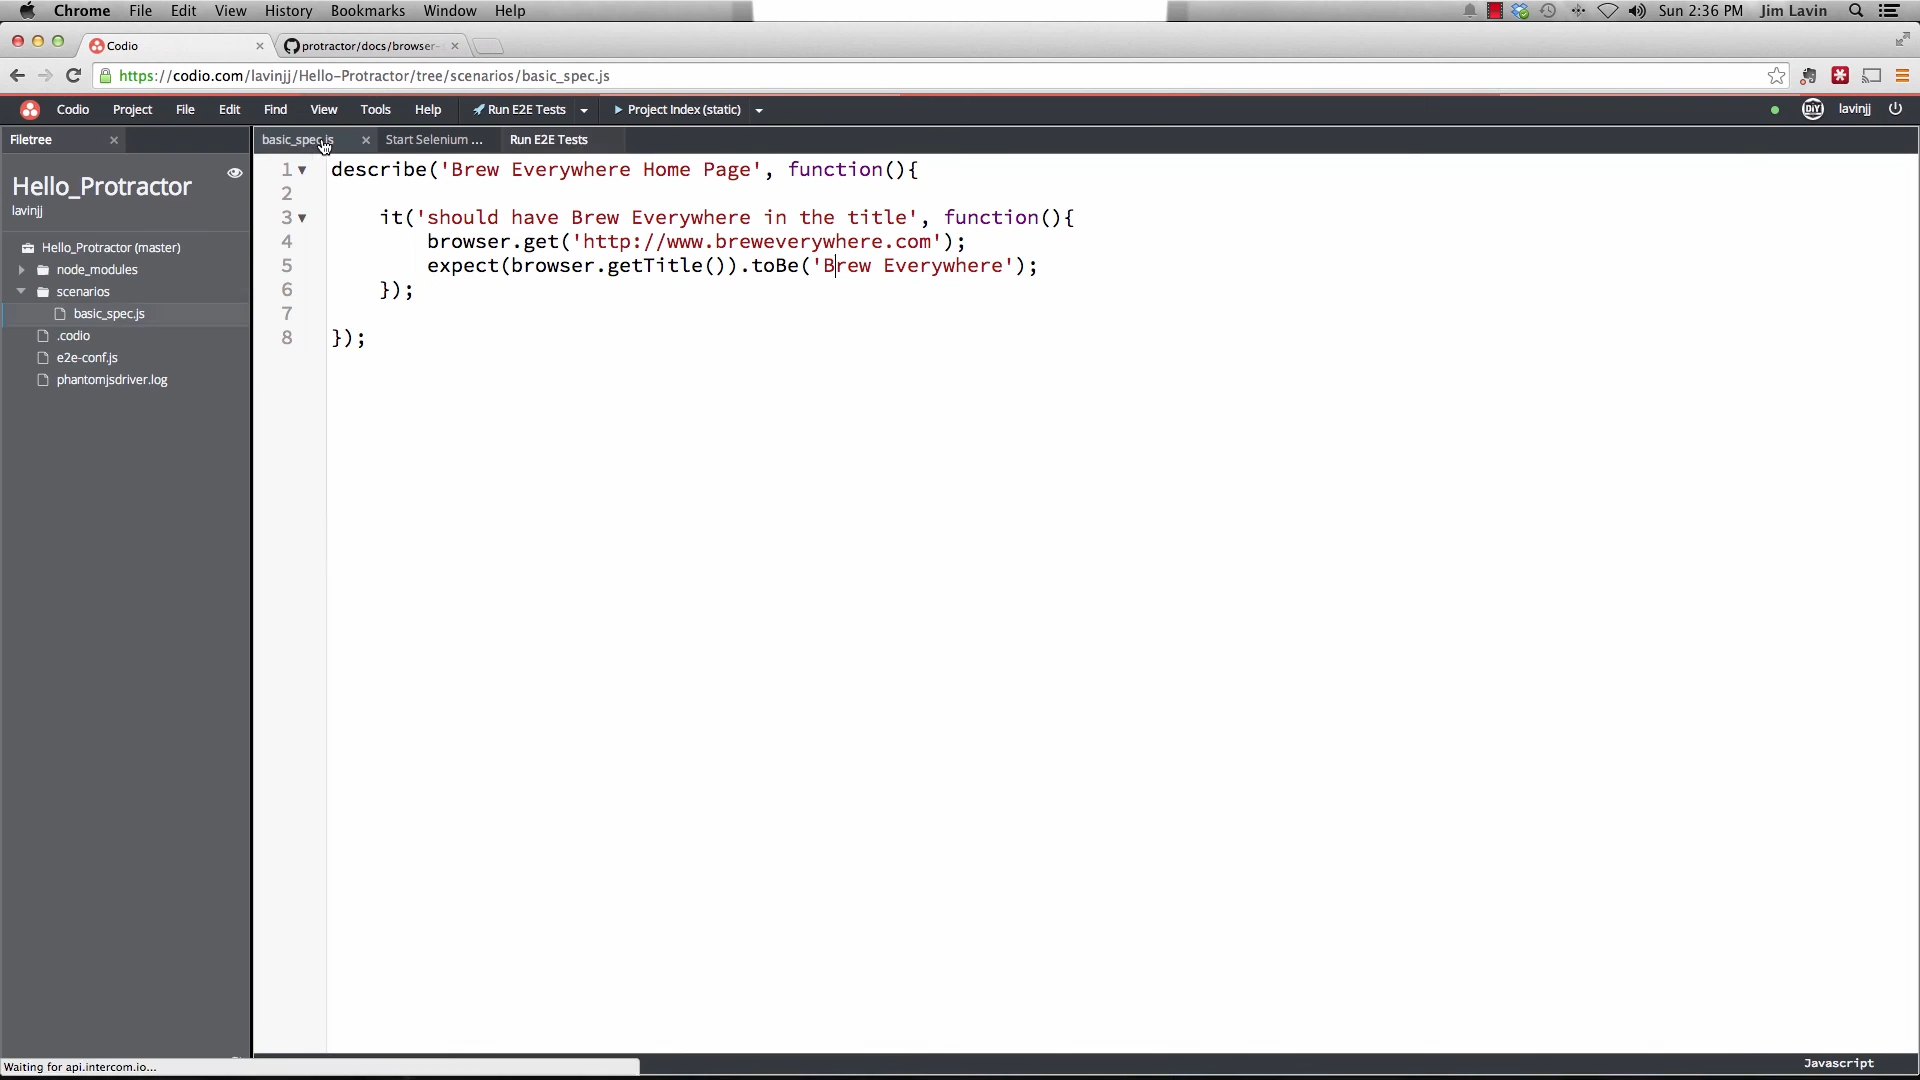 Chrome File Edit View History Bookmarks Window Help Sun 2:36 PM Jim Lavin
Codio protractor/docs/browser-
https://codio.com/lavinjj/Hello-Protractor/tree/scenarios/basic_spec.js
Codio Project File Edit Find View Tools Help Run E2E Tests Project Index (static) DIY lavinjj
Filetree basic_spec.js Start Selenium ... Run E2E Tests
Hello_Protractor
lavinjj
Hello_Protractor (master)
node_modules
scenarios
basic_spec.js
.codio
e2e-conf.js
phantomjsdriver.log
1 describe('Brew Everywhere Home Page', function(){
2
3 it('should have Brew Everywhere in the title', function(){
4 browser.get('http://www.breweverywhere.com');
5 expect(browser.getTitle()).toBe('Brew Everywhere');
6 });
7
8 });
Waiting for api.intercom.io...
Javascript